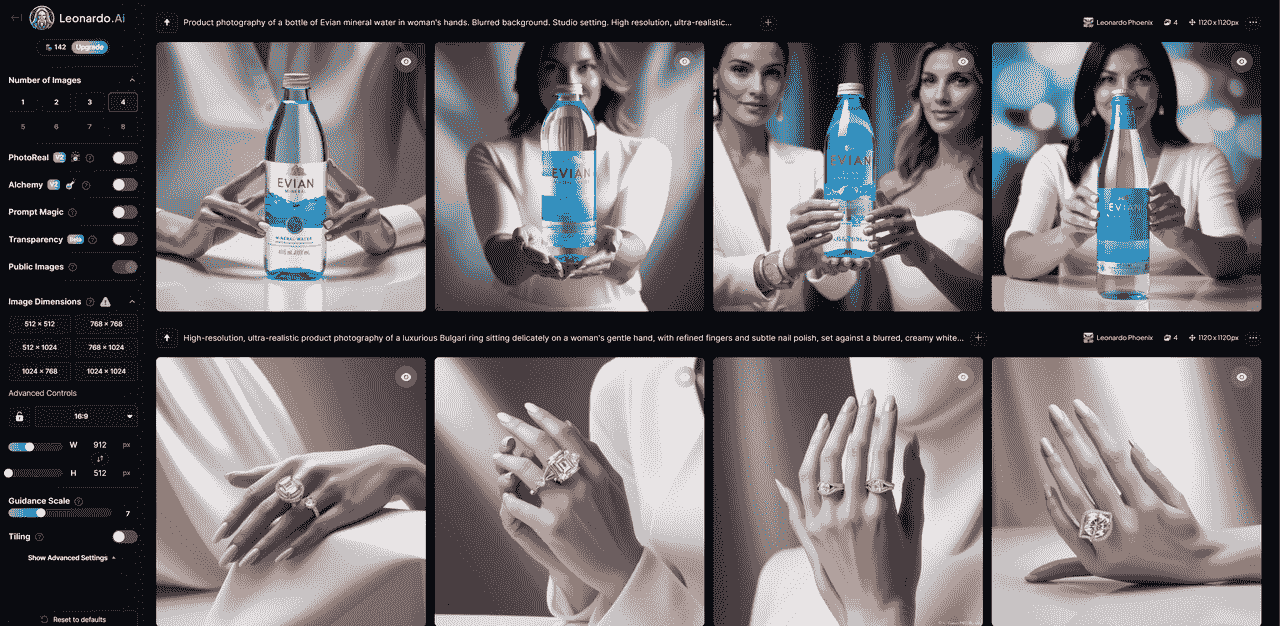 Leonardo.Ai
142 Upgrade
Number of Images
1 2 3 4
5 6 7 8
PhotoReal V2
Alchemy V2
Prompt Magic
Transparency Beta
Public Images
Image Dimensions
512 × 512 768 × 768
512 × 1024 768 × 1024
1024 × 768 1024 × 1024
Advanced Controls
16:9
W 912 px
H 512 px
Guidance Scale
7
Tiling
Show Advanced Settings
Reset to defaults
Product photography of a bottle of Evian mineral water in woman's hands. Blurred background. Studio setting. High resolution, ultra-realistic...
Leonardo Phoenix 4 1120x1120px
EVIAN
EVIAN
EVIAN
EVIAN
High-resolution, ultra-realistic product photography of a luxurious Bulgari ring sitting delicately on a woman's gentle hand, with refined fingers and subtle nail polish, set against a blurred, creamy white...
Leonardo Phoenix 4 1120x1120px